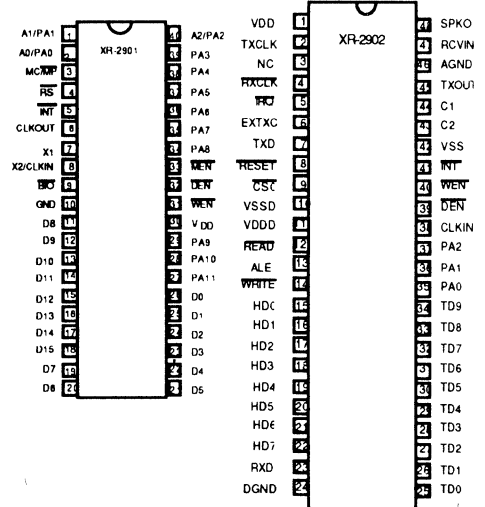 XR-2901
A1/PA1 1 40 A2/PA2
A0/PA0 2 39 PA3
MC/MP 3 38 PA4
RS 4 37 PA5
INT 5 36 PA6
CLKOUT 6 35 PA7
X1 7 34 PA8
X2/CLKIN 8 33 MEN
BIO 9 32 DEN
GND 10 31 WEN
D8 11 30 VDD
D9 12 29 PA9
D10 13 28 PA10
D11 14 27 PA11
D12 15 26 D0
D13 16 25 D1
D14 17 24 D2
D15 18 23 D3
D7 19 22 D4
D6 20 21 D5
XR-2902
VDD 1 48 SPKO
TXCLK 2 47 RCVIN
NC 3 46 AGND
RXCLK 4 45 TXOUT
IRQ 5 44 C1
EXTXC 6 43 C2
TXD 7 42 VSS
RESET 8 41 INT
CS0 9 40 WEN
VSSD 10 39 DEN
VDDD 11 38 CLKIN
READ 12 37 PA2
ALE 13 36 PA1
WRITE 14 35 PA0
HD0 15 34 TD9
HD1 16 33 TD8
HD2 17 32 TD7
HD3 18 31 TD6
HD4 19 30 TD5
HD5 20 29 TD4
HD6 21 28 TD3
HD7 22 27 TD2
RXD 23 26 TD1
DGND 24 25 TD0